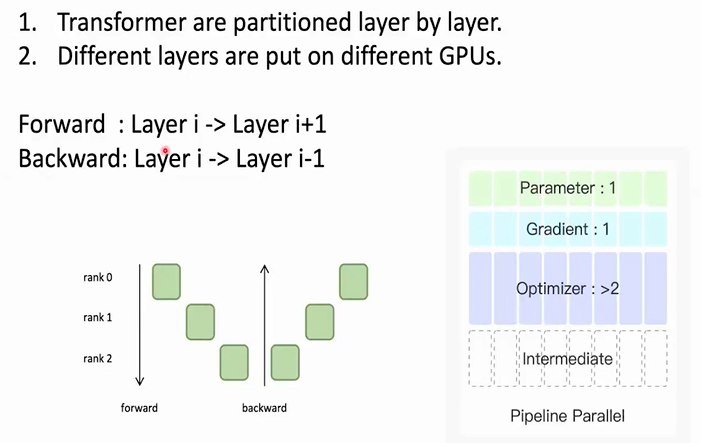 1. Transformer are partitioned layer by layer.
2. Different layers are put on different GPUs.
Forward : Layer i -> Layer i+1
Backward: Layer i -> Layer i-1
rank 0
rank 1
rank 2
forward
backward
Parameter : 1
Gradient : 1
Optimizer : >2
Intermediate
Pipeline Parallel